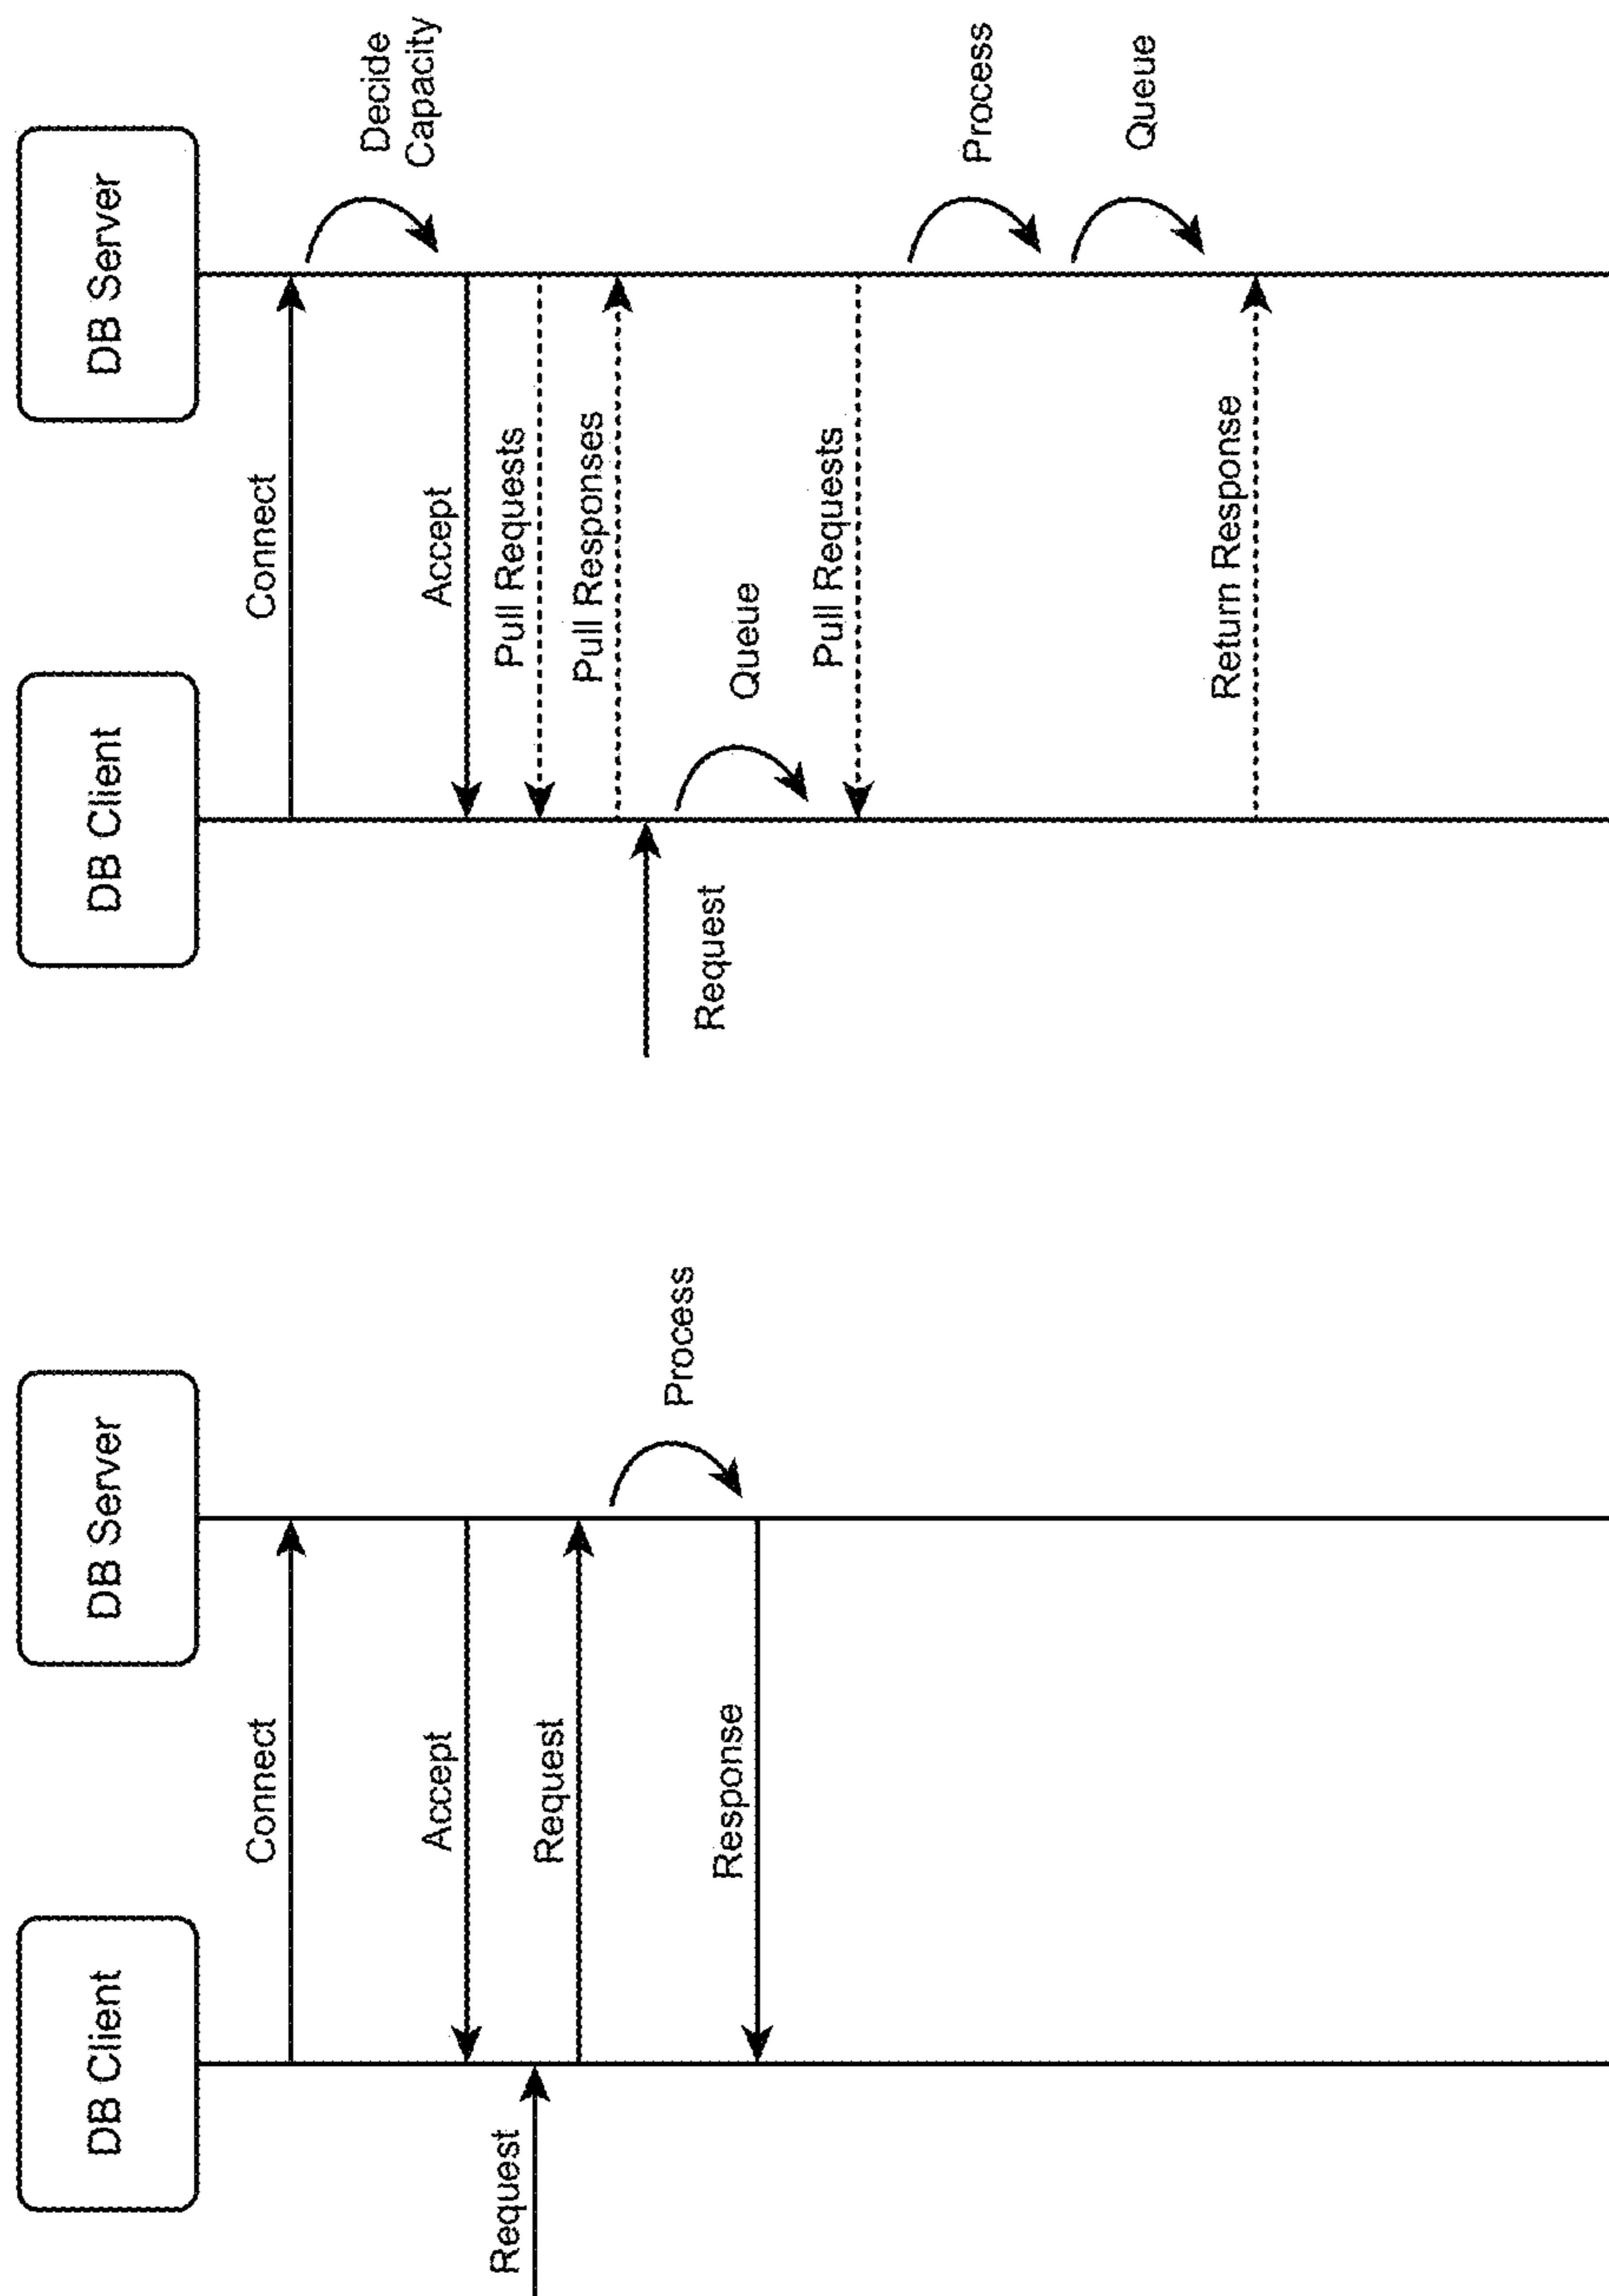 DB Client
DB Server
Connect
Accept
Request
Request
Process
Response
DB Client
DB Server
Connect
Decide
Capacity
Accept
Pull Requests
Pull Responses
Request
Queue
Pull Requests
Process
Queue
Return Response